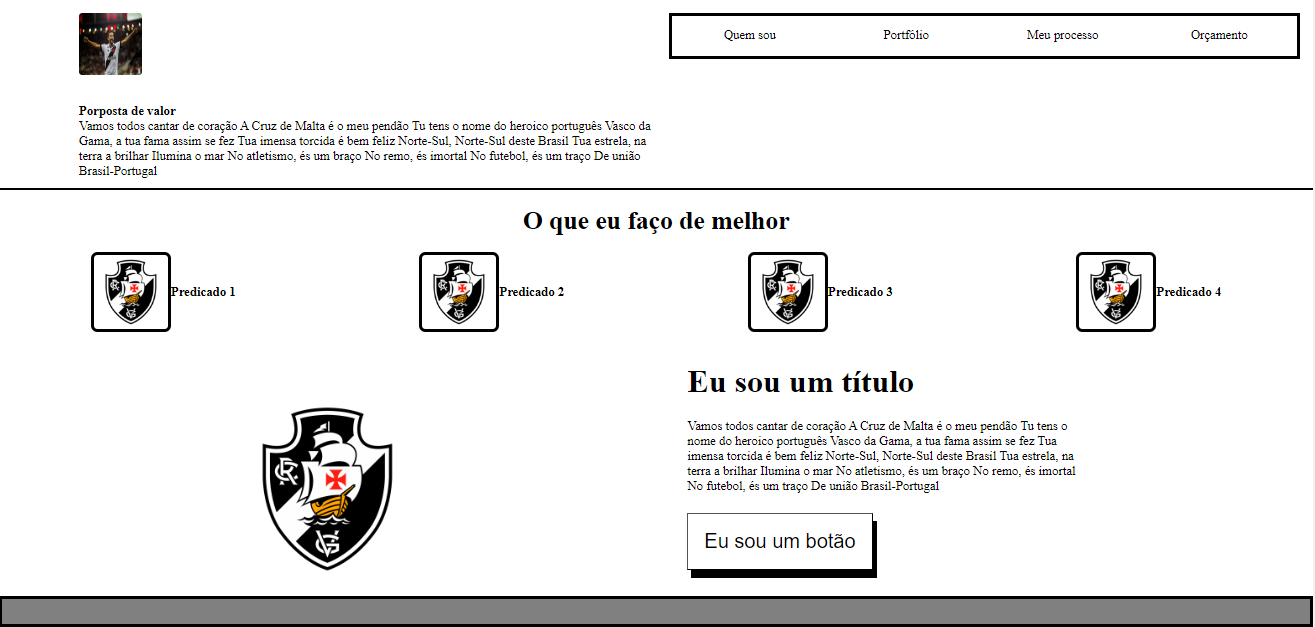 Quem sou
Portfólio
Meu processo
Orçamento
Porposta de valor
Vamos todos cantar de coração A Cruz de Malta é o meu pendão Tu tens o nome do heroico português Vasco da
Gama, a tua fama assim se fez Tua imensa torcida é bem feliz Norte-Sul, Norte-Sul deste Brasil Tua estrela, na
terra a brilhar Ilumina o mar No atletismo, és um braço No remo, és imortal No futebol, és um traço De união
Brasil-Portugal
O que eu faço de melhor
Predicado 1
Predicado 2
Predicado 3
Predicado 4
Eu sou um título
Vamos todos cantar de coração A Cruz de Malta é o meu pendão Tu tens o
nome do heroico português Vasco da Gama, a tua fama assim se fez Tua
imensa torcida é bem feliz Norte-Sul, Norte-Sul deste Brasil Tua estrela, na
terra a brilhar Ilumina o mar No atletismo, és um braço No remo, és imortal
No futebol, és um traço De união Brasil-Portugal
Eu sou um botão